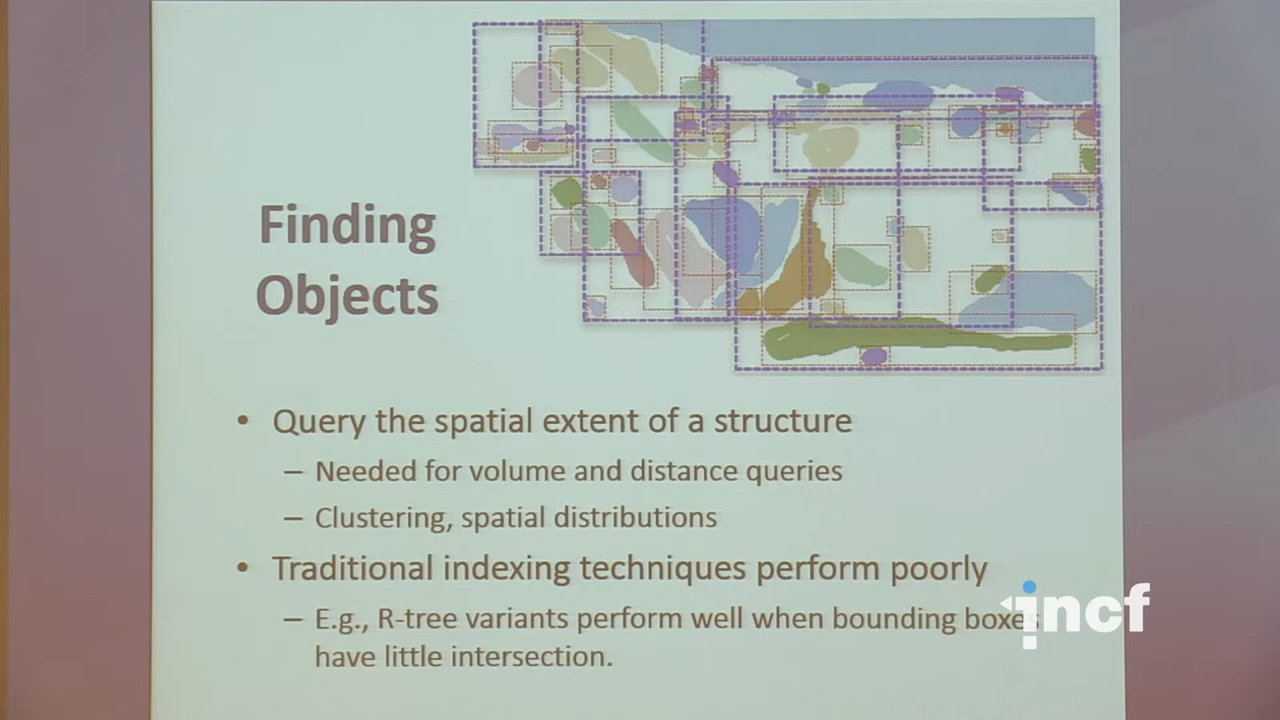 Finding
Objects
• Query the spatial extent of a structure
– Needed for volume and distance queries
– Clustering, spatial distributions
• Traditional indexing techniques perform poorly
– E.g., R-tree variants perform well when bounding boxes
have little intersection.
incf